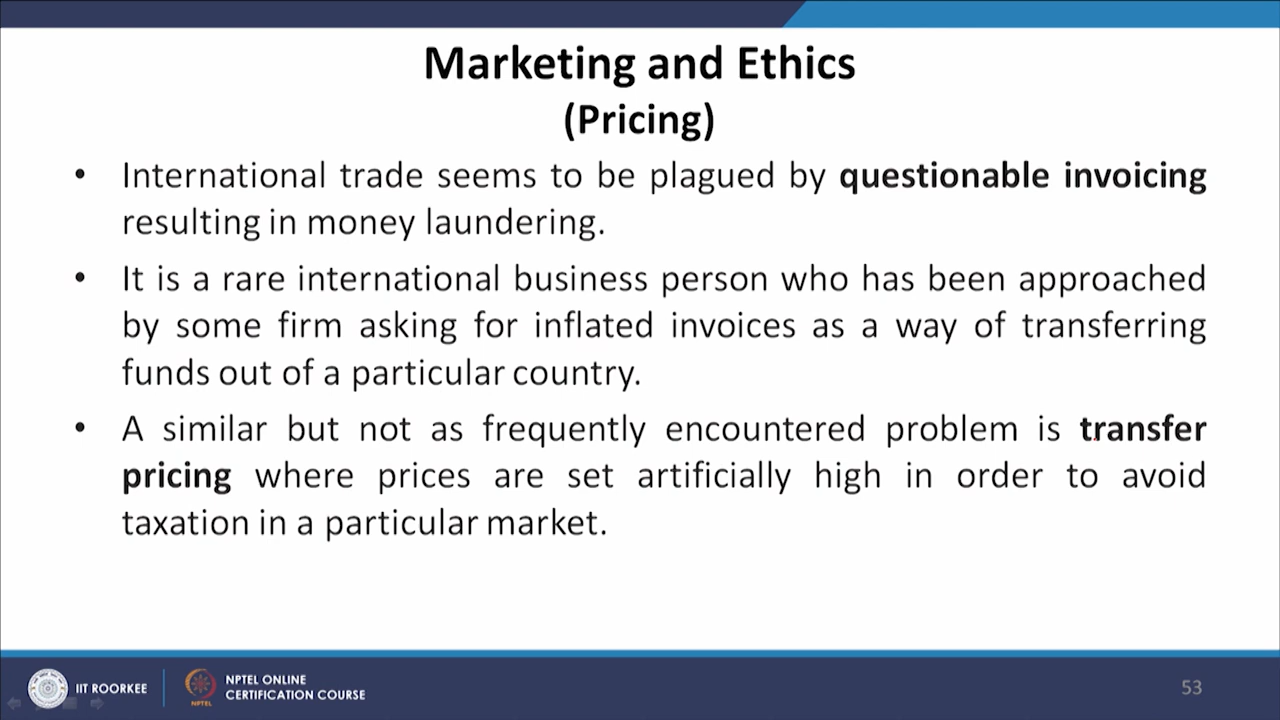 Marketing and Ethics
(Pricing)
• International trade seems to be plagued by questionable invoicing
resulting in money laundering.
• It is a rare international business person who has been approached
by some firm asking for inflated invoices as a way of transferring
funds out of a particular country.
• A similar but not as frequently encountered problem is transfer
pricing where prices are set artificially high in order to avoid
taxation in a particular market.
IIT ROORKEE
NPTEL
NPTEL ONLINE
CERTIFICATION COURSE
53